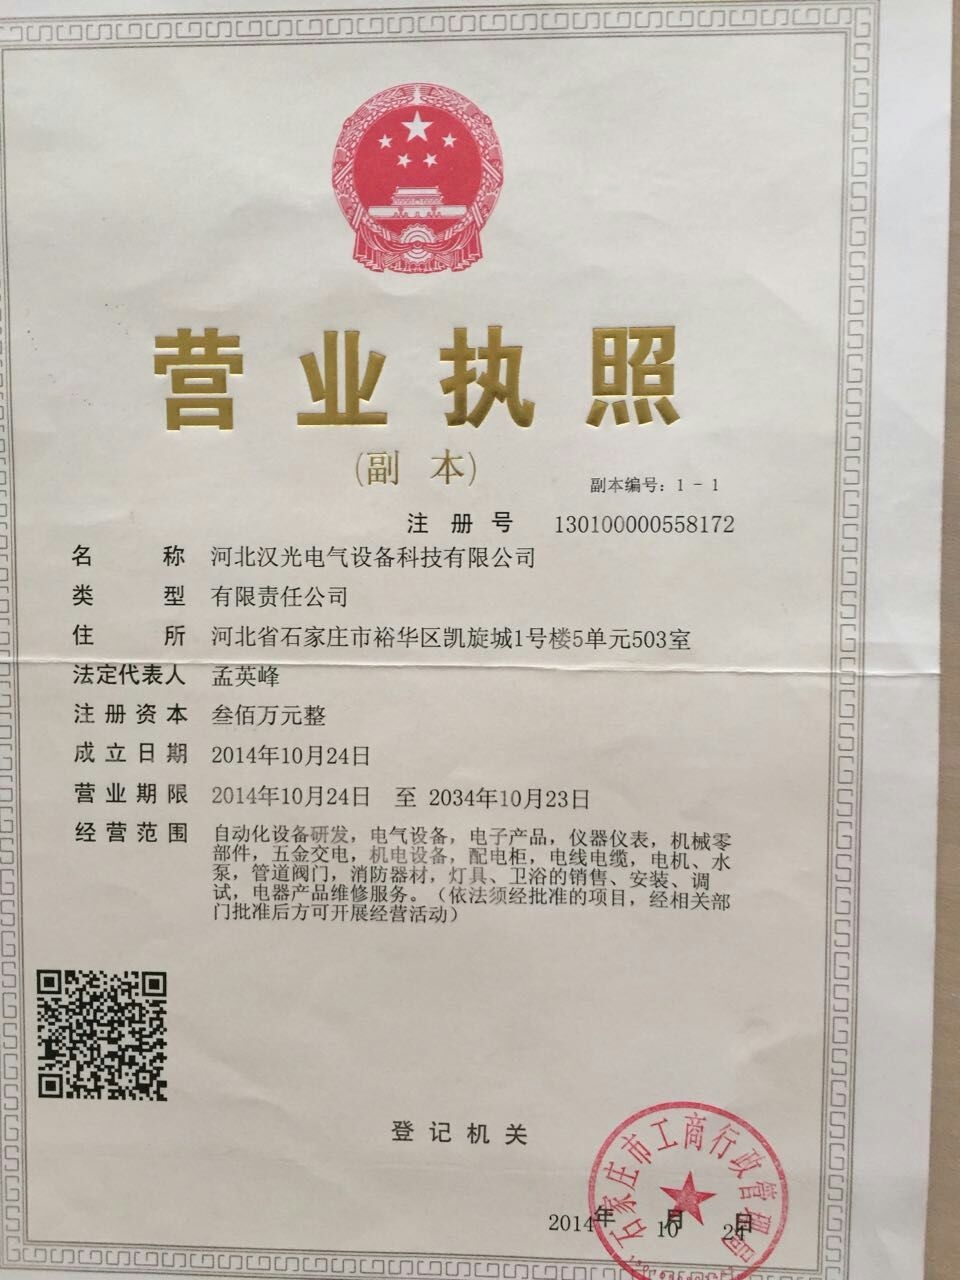 营业执照
(副 本)
副本编号：1-1
注册号 130100000558172
名称 河北汉光电气设备科技有限公司
类型 有限责任公司
住所 河北省石家庄市裕华区凯旋城1号楼5单元503室
法定代表人 孟英峰
注册资本 叁佰万元整
成立日期 2014年10月24日
营业期限 2014年10月24日 至 2034年10月23日
经营范围 自动化设备研发，电气设备，电子产品，仪器仪表，机械零
部件，五金交电，机电设备，配电柜，电线电缆，电机、水
泵，管道阀门，消防器材，灯具、卫浴的销售、安装、调
试，电器产品维修服务。（依法须经批准的项目，经相关部
门批准后方可开展经营活动）
登记机关
石家庄市工商行政管理局
2014年10月24日